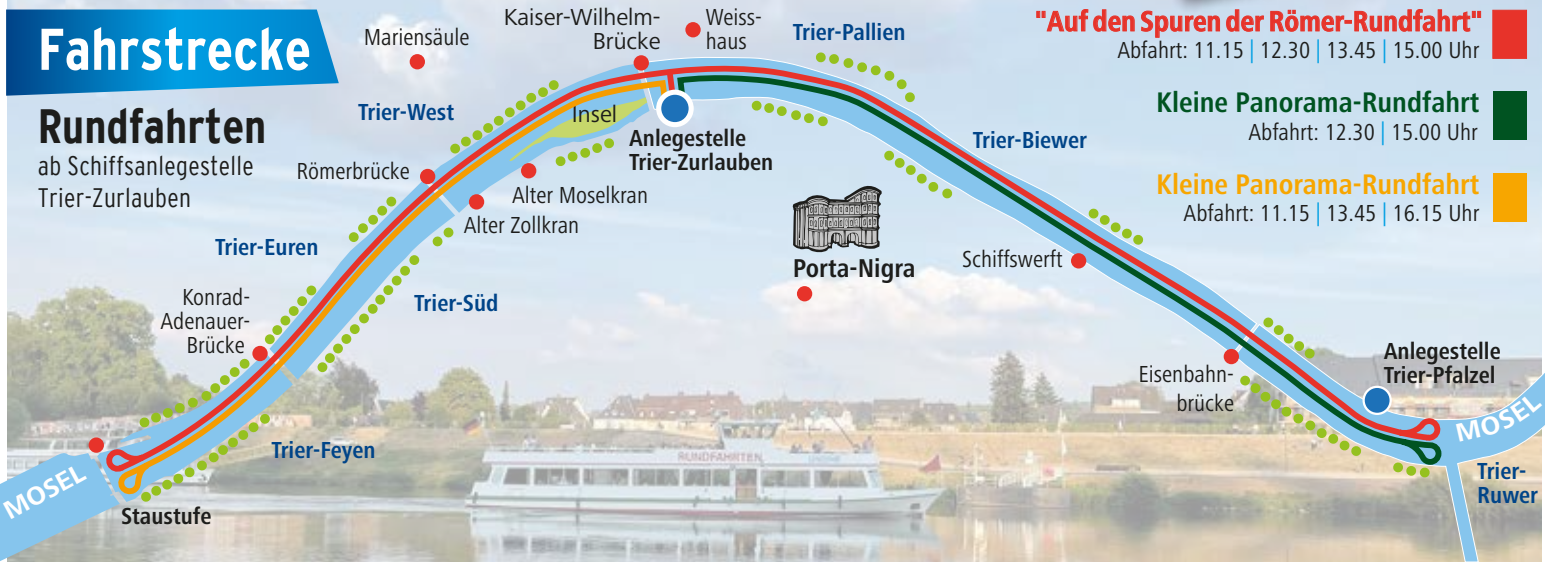 Fahrstrecke
Rundfahrten
ab Schiffsanlegestelle
Trier-Zurlauben
Mariensäule
Kaiser-Wilhelm-
Brücke
Weiss-
haus
Trier-Pallien
"Auf den Spuren der Römer-Rundfahrt"
Abfahrt: 11.15 | 12.30 | 13.45 | 15.00 Uhr
Kleine Panorama-Rundfahrt
Abfahrt: 12.30 | 15.00 Uhr
Kleine Panorama-Rundfahrt
Abfahrt: 11.15 | 13.45 | 16.15 Uhr
Trier-West
Insel
Anlegestelle
Trier-Zurlauben
Trier-Biewer
Römerbrücke
Alter Moselkran
Alter Zollkran
Trier-Euren
Porta-Nigra
Schiffswerft
Trier-Süd
Konrad-
Adenauer-
Brücke
Eisenbahn-
brücke
Anlegestelle
Trier-Pfalzel
MOSEL
Trier-
Ruwer
Trier-Feyen
RUNDFAHRTEN
MOSEL
Staustufe